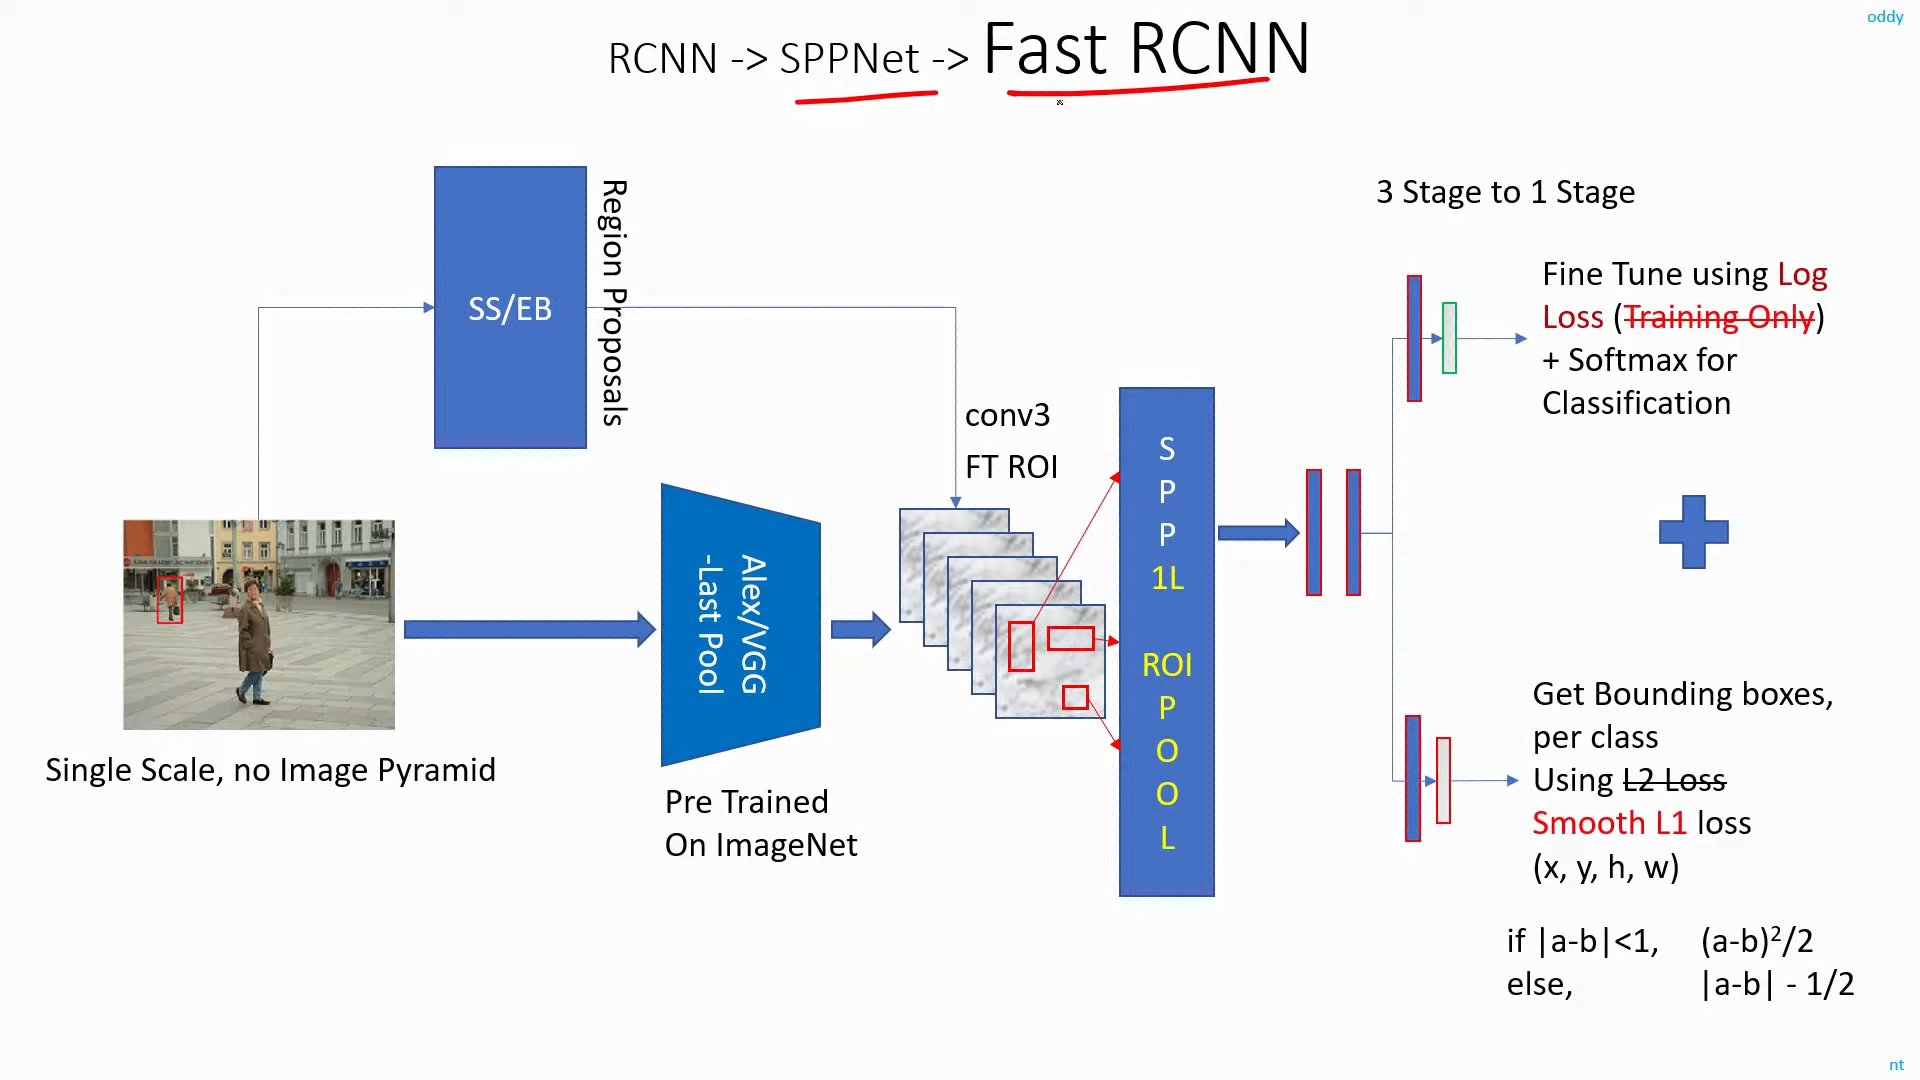 oddy
RCNN -> SPPNet -> Fast RCNN
3 Stage to 1 Stage
Region Proposals
SS/EB
Fine Tune using Log
Loss (Training Only)
+ Softmax for
Classification
conv3
FT ROI
S
P
P
1L
ROI
P
O
O
L
Alex/VGG
-Last Pool
Single Scale, no Image Pyramid
Pre Trained
On ImageNet
Get Bounding boxes,
per class
Using L2 Loss
Smooth L1 loss
(x, y, h, w)
if |a-b|<1, (a-b)²/2
else, |a-b| - 1/2
nt